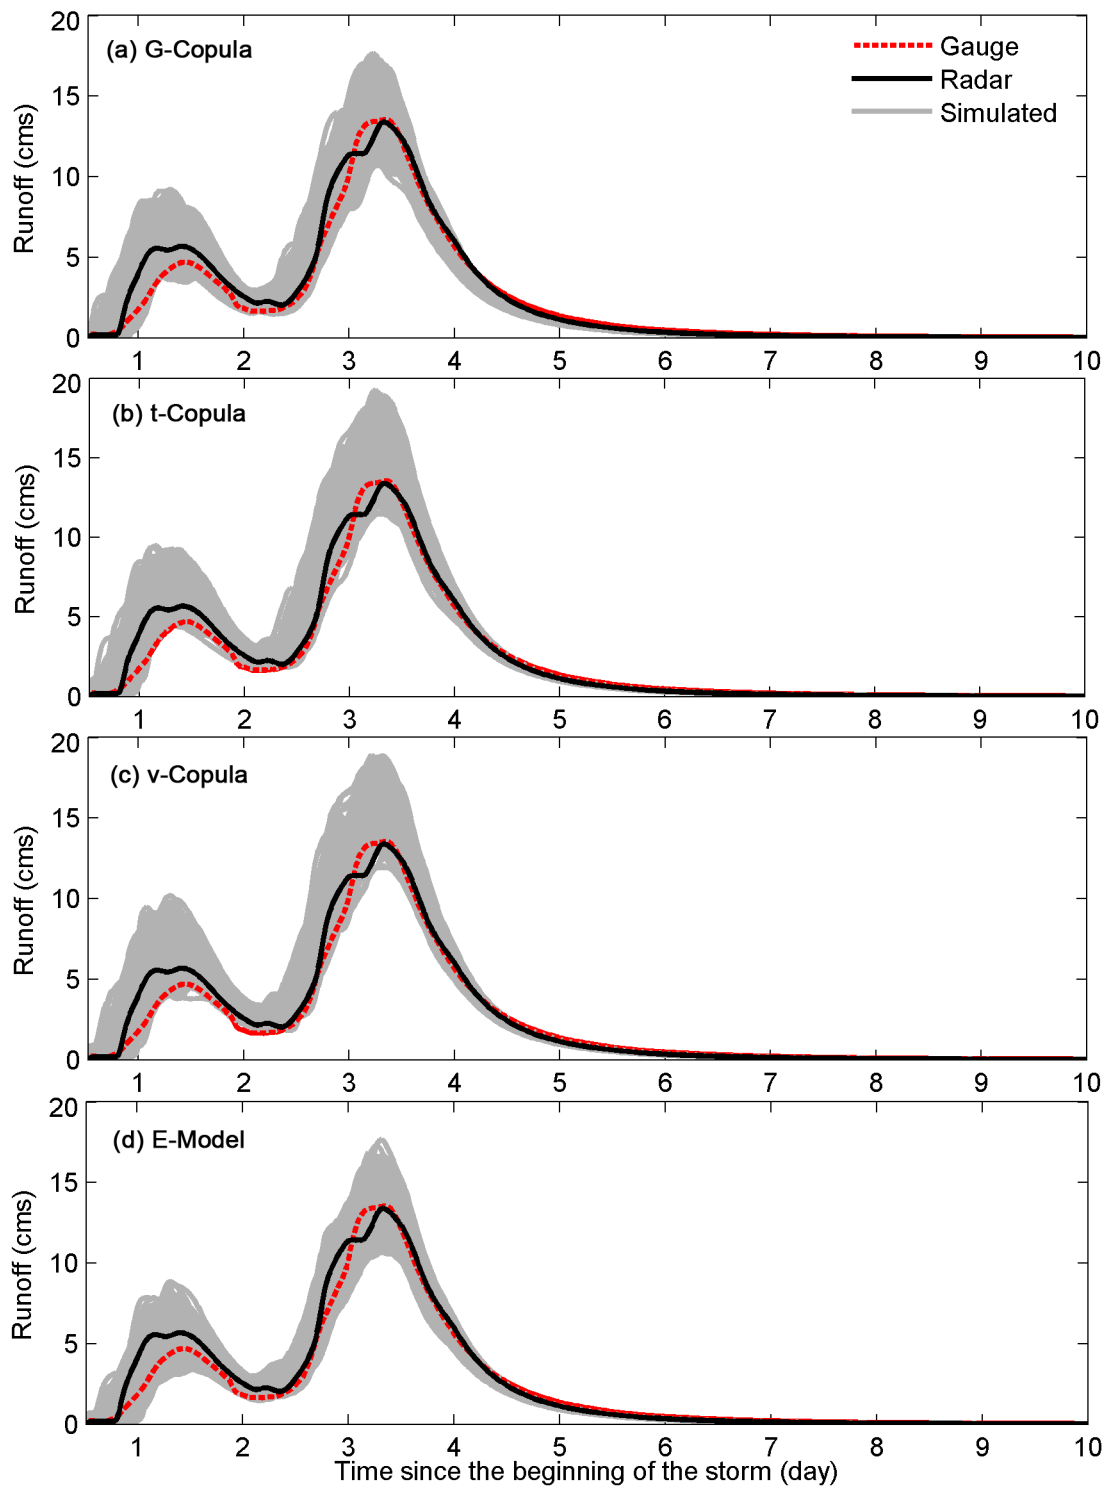 20
(a) G-Copula
Gauge
Radar
Simulated
15
10
5
0
Runoff (cms)
1 2 3 4 5 6 7 8 9 10
20
(b) t-Copula
15
10
5
0
Runoff (cms)
1 2 3 4 5 6 7 8 9 10
20
(c) v-Copula
15
10
5
0
Runoff (cms)
1 2 3 4 5 6 7 8 9 10
20
(d) E-Model
15
10
5
0
Runoff (cms)
1 2 3 4 5 6 7 8 9 10
Time since the beginning of the storm (day)